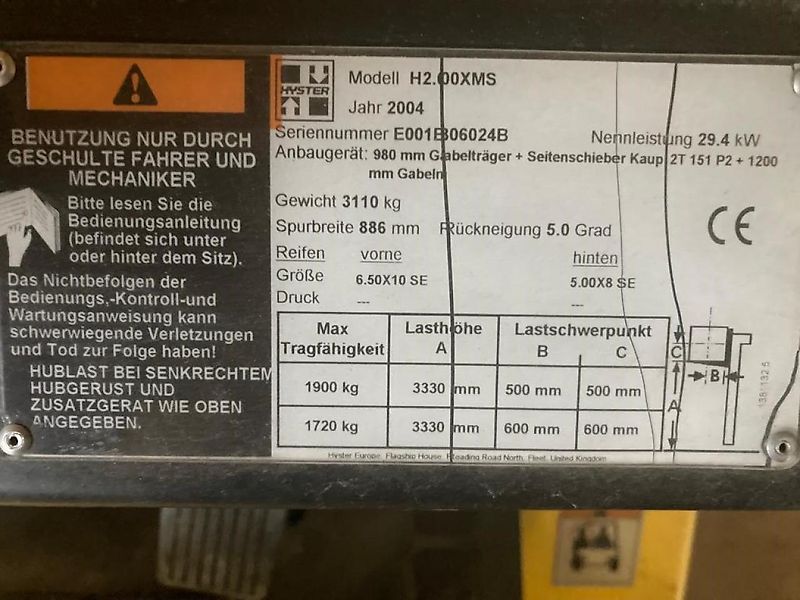 BENUTZUNG NUR DURCH
GESCHULTE FAHRER UND
MECHANIKER
Bitte lesen Sie die
Bedienungsanleitung
(befindet sich unter
oder hinter dem Sitz).
Das Nichtbefolgen der
Bedienungs,-Kontroll-und
Wartungsanweisung kann
schwerwiegende Verletzungen
und Tod zur Folge haben!
HUBLAST BEI SENKRECHTEM
HUBGERUST UND
ZUSATZGERAT WIE OBEN
ANGEGEBEN.
HYSTER
Modell H2.00XMS
Jahr 2004
Seriennummer E001B06024B Nennleistung 29.4 kW
Anbaugerät: 980 mm Gabelträger + Seitenschieber Kaup 2T 151 P2 + 1200
mm Gabeln
Gewicht 3110 kg
Spurbreite 886 mm Rückneigung 5.0 Grad
CE
Reifen vorne hinten
Größe 6.50X10 SE 5.00X8 SE
Druck --- ---
Max Lasthöhe Lastschwerpunkt
Tragfähigkeit A B C
1900 kg 3330 mm 500 mm 500 mm
1720 kg 3330 mm 600 mm 600 mm
C
B
A
Hyster Europe, Flagship House, Reading Road North, Fleet, United Kingdom